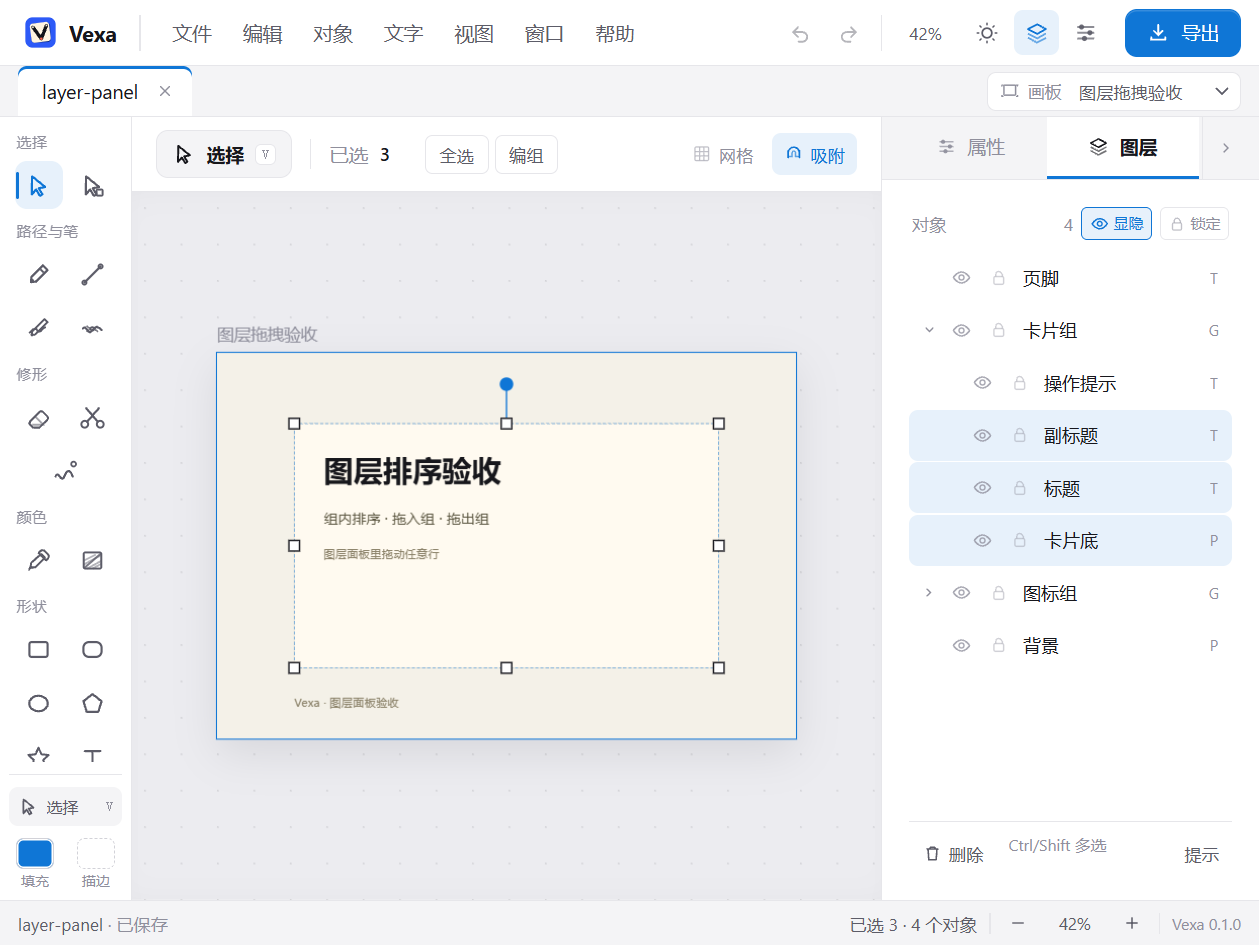 Vexa 文件 编辑 对象 文字 视图 窗口 帮助 42% 导出
layer-panel 画板 图层拖拽验收
选择
选择 V 已选 3 全选 编组 网格 吸附
属性 图层
路径与笔
修形
颜色
形状
选择 V
填充 描边
图层拖拽验收
图层排序验收
组内排序 · 拖入组 · 拖出组
图层面板里拖动任意行
Vexa · 图层面板验收
对象 4 显隐 锁定
页脚 T
卡片组 G
操作提示 T
副标题 T
标题 T
卡片底 P
图标组 G
背景 P
删除 Ctrl/Shift 多选 提示
layer-panel · 已保存 已选 3 · 4 个对象 42% Vexa 0.1.0